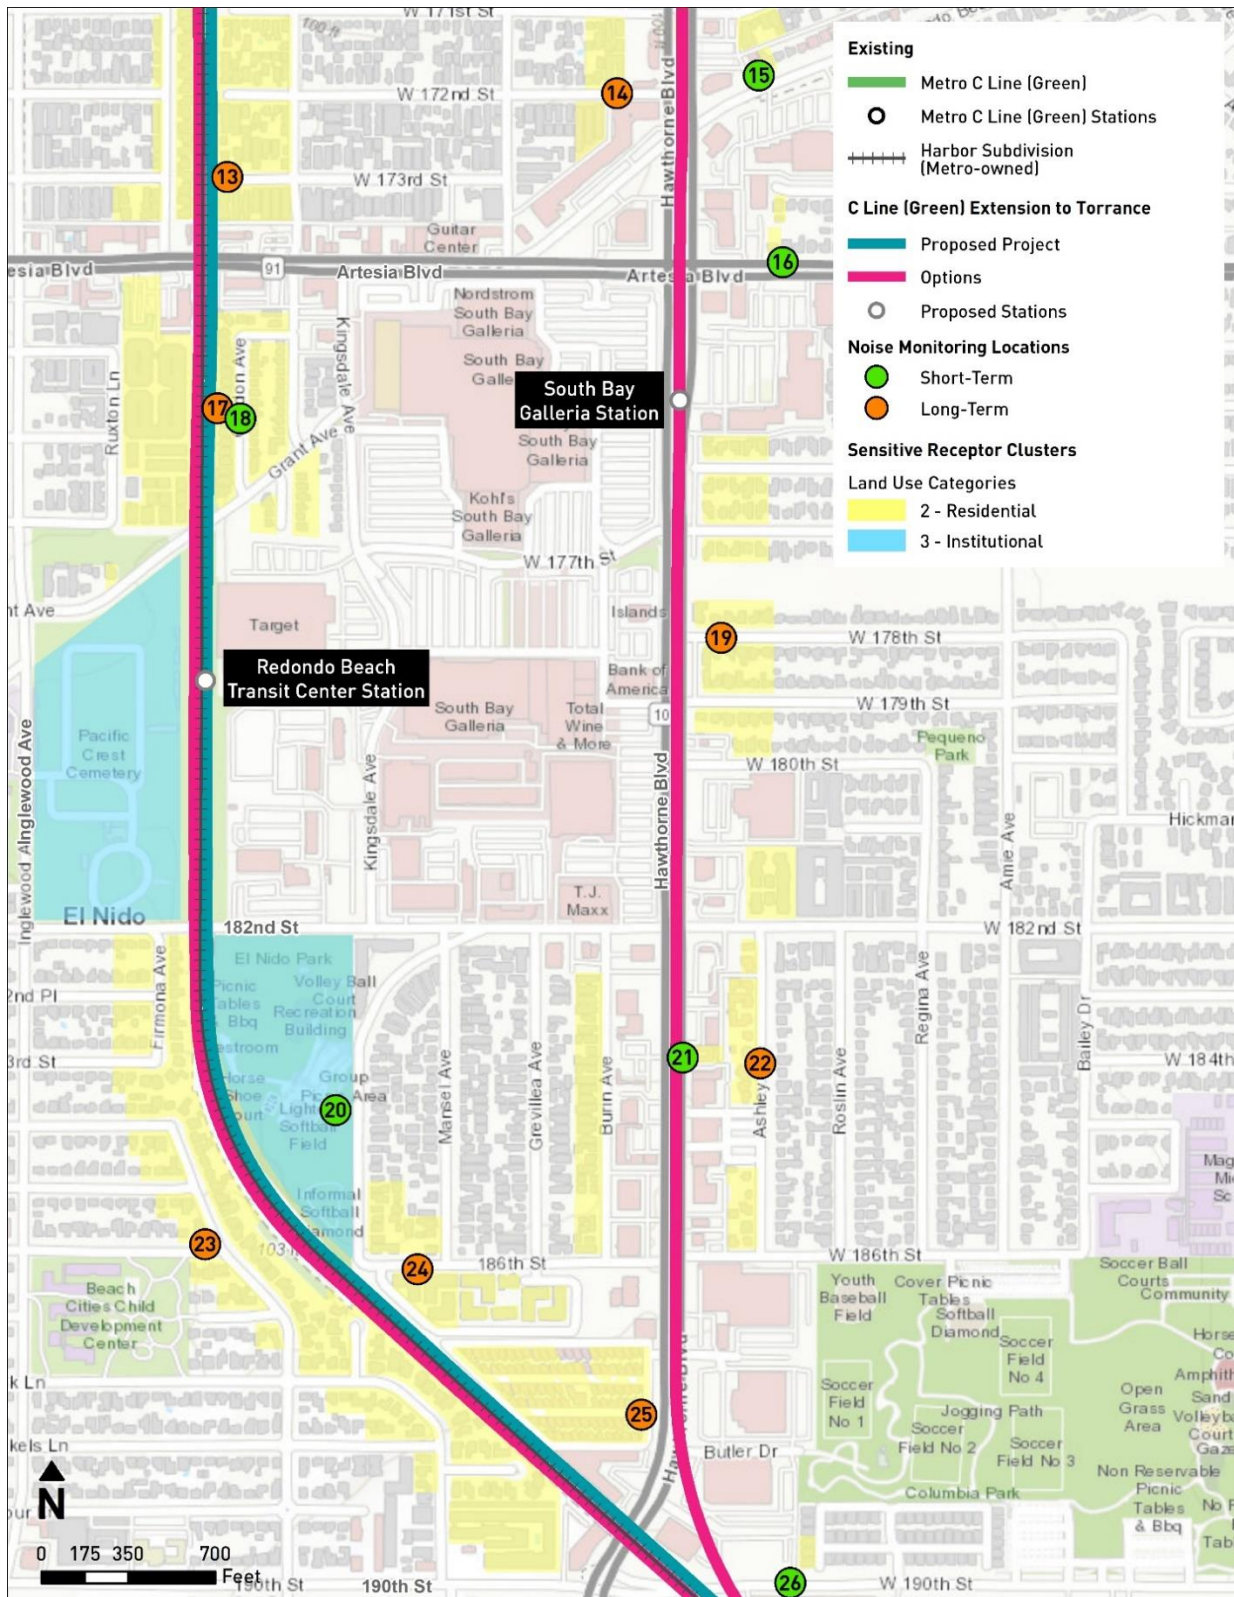 W 171st St
100-ft
W 172nd St
14
15
Hawthorne Blvd
13
W 173rd St
Guitar
Center
16
91
Artesia Blvd
Artesia Blvd
Nordstrom
South Bay
Galleria
Ruxton Ln
Kingsdale Ave
South Bay
South Bay
Galleria Station
17
18
Grant Ave
South Bay
Galleria
Kohl's
South Bay
Galleria
W 177th St
Target
Islands
19
W 178th St
Redondo Beach
Transit Center Station
Bank of
America
W 179th St
South Bay
Galleria
Total
Wine
& More
Pequeno
Park
Pacific
Crest
Cemetery
W 180th St
Inglewood Ave
Kingsdale Ave
Hawthorne Blvd
Amie Ave
T.J.
Maxx
El Nido
182nd St
W 182nd St
El Nido Park
Picnic
Tables
& Bbq
Volley Ball
Court
Recreation
Building
Firmona Ave
Regina Ave
Bailey Dr
21
22
W 184th
Group
20
Softball
Field
Mansel Ave
Grevillea Ave
Burin Ave
Ashley
Roslin Ave
Informal
Softball
23
24
186th St
W 186th St
Beach
Cities Child
Development
Center
Youth
Baseball
Field
Cover Picnic
Tables
Softball
Diamond
Soccer Ball
Courts
Community
Soccer
Field
No 4
Soccer
Field
No 1
Open
Grass
Area
Sand
25
Jogging Path
Soccer
Field No 2
Soccer
Field No 3
Butler Dr
Columbia Park
Non Reservable
Picnic
Tables
& Bbq
N
0 175 350 700
Feet
190th St
190th St
26
W 190th St
Existing
Metro C Line (Green)
Metro C Line (Green) Stations
Harbor Subdivision
(Metro-owned)
C Line (Green) Extension to Torrance
Proposed Project
Options
Proposed Stations
Noise Monitoring Locations
Short-Term
Long-Term
Sensitive Receptor Clusters
Land Use Categories
2 - Residential
3 - Institutional